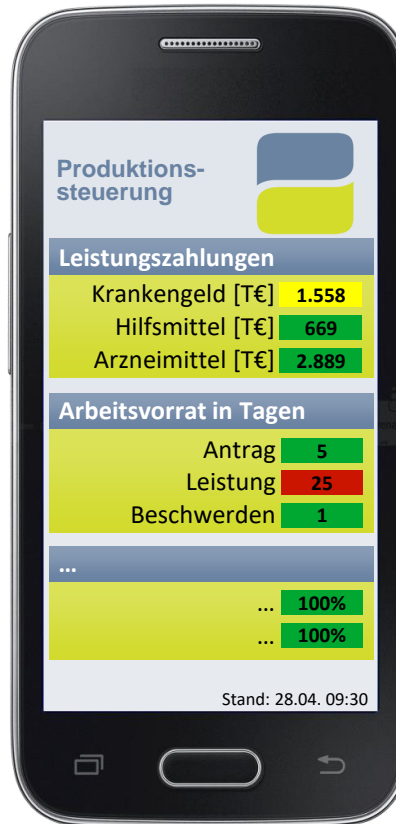 Produktions-
steuerung
Leistungszahlungen
Krankengeld [T€] 1.558
Hilfsmittel [T€] 669
Arzneimittel [T€] 2.889
Arbeitsvorrat in Tagen
Antrag 5
Leistung 25
Beschwerden 1
...
... 100%
... 100%
Stand: 28.04. 09:30